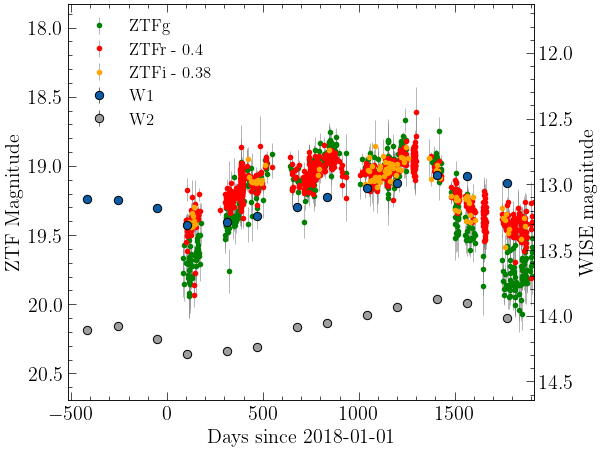 ZTFg
ZTFr - 0.4
ZTFi - 0.38
W1
W2
ZTF Magnitude
18.0
18.5
19.0
19.5
20.0
20.5
WISE magnitude
12.0
12.5
13.0
13.5
14.0
14.5
−500
0
500
1000
1500
Days since 2018-01-01